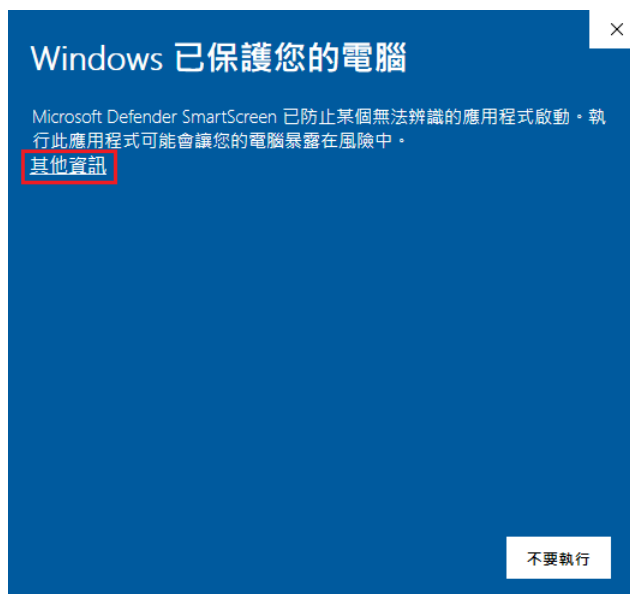 Windows 已保護您的電腦
Microsoft Defender SmartScreen 已防止某個無法辨識的應用程式啟動。執
行此應用程式可能會讓您的電腦暴露在風險中。
其他資訊
不要執行